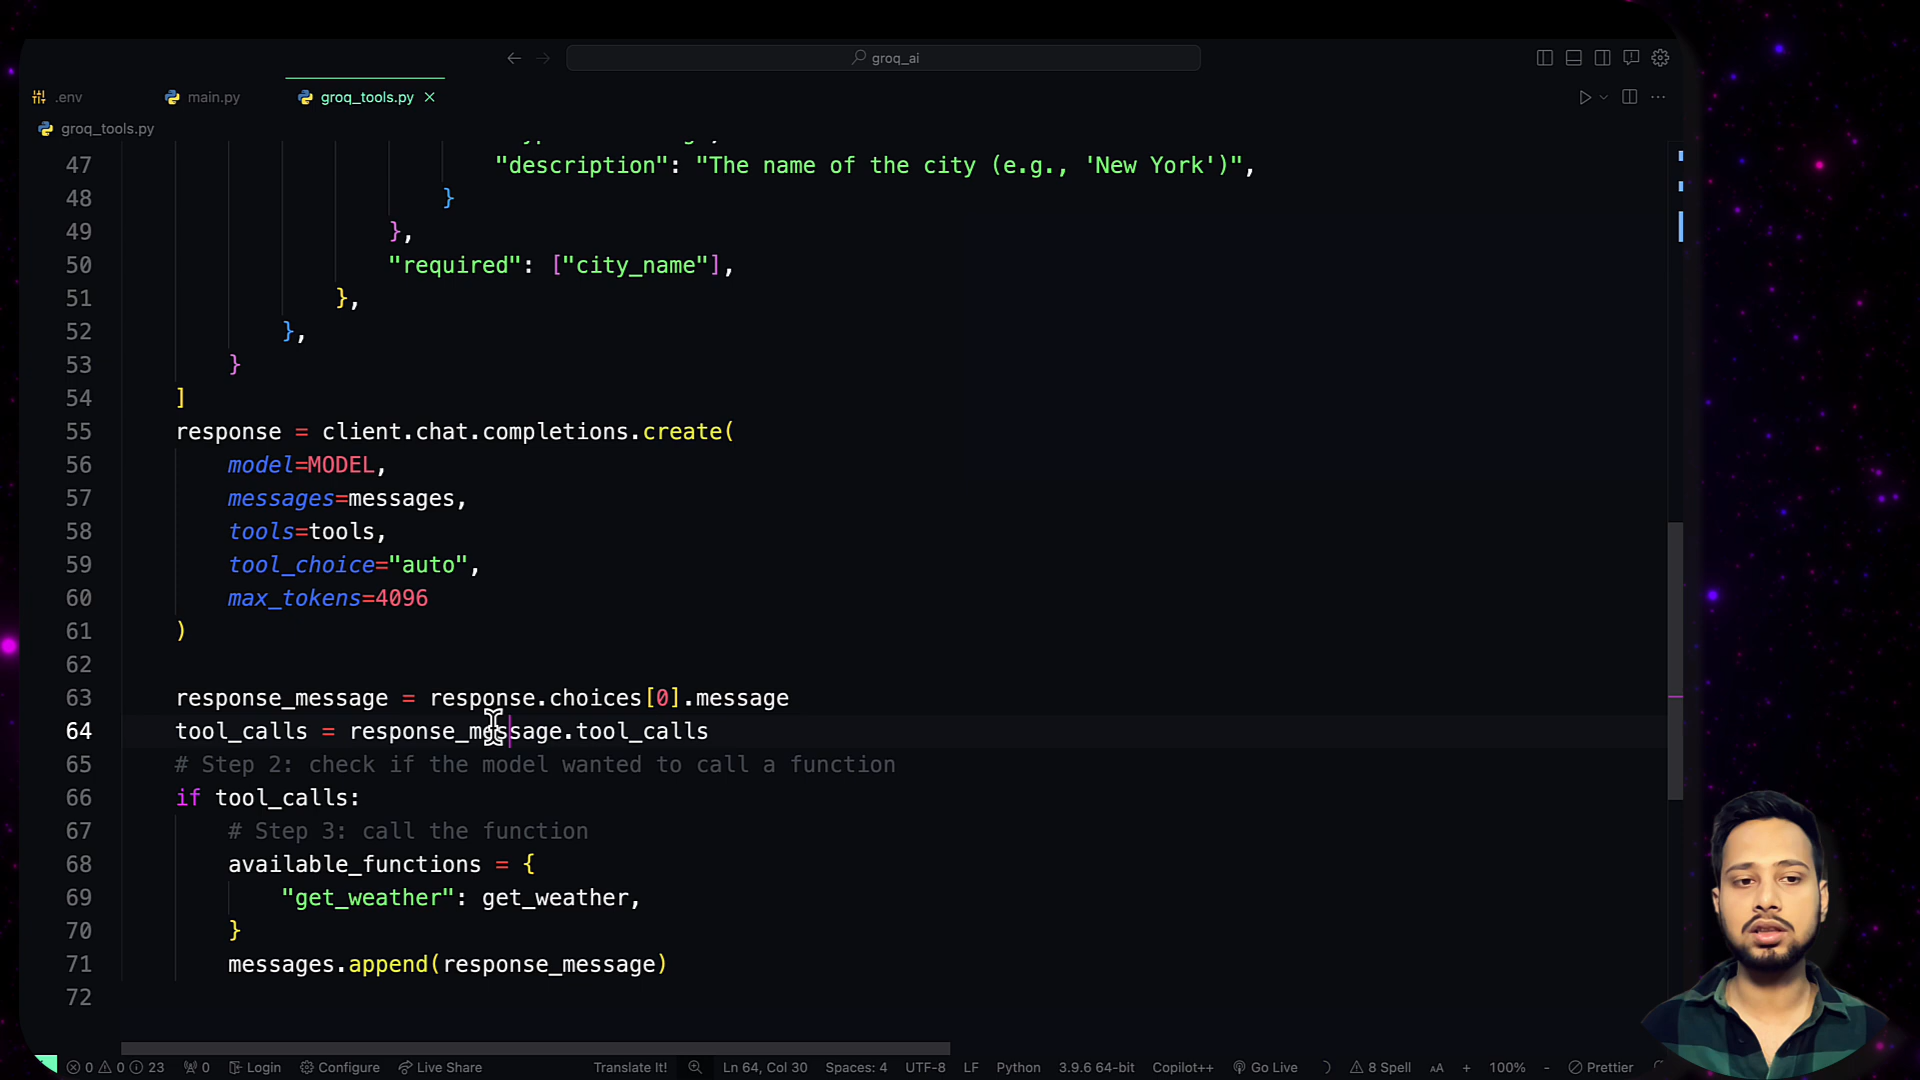 groq_ai
.env
main.py
groq_tools.py
groq_tools.py
47 "description": "The name of the city (e.g., 'New York')",
48 }
49 },
50 "required": ["city_name"],
51 },
52 },
53 }
54 ]
55 response = client.chat.completions.create(
56 model=MODEL,
57 messages=messages,
58 tools=tools,
59 tool_choice="auto",
60 max_tokens=4096
61 )
62
63 response_message = response.choices[0].message
64 tool_calls = response_message.tool_calls
65 # Step 2: check if the model wanted to call a function
66 if tool_calls:
67 # Step 3: call the function
68 available_functions = {
69 "get_weather": get_weather,
70 }
71 messages.append(response_message)
72
0 0 23 0 Login Configure Live Share Translate It! Ln 64, Col 30 Spaces: 4 UTF-8 LF Python 3.9.6 64-bit Copilot++ Go Live 8 Spell AA + 100% - Prettier